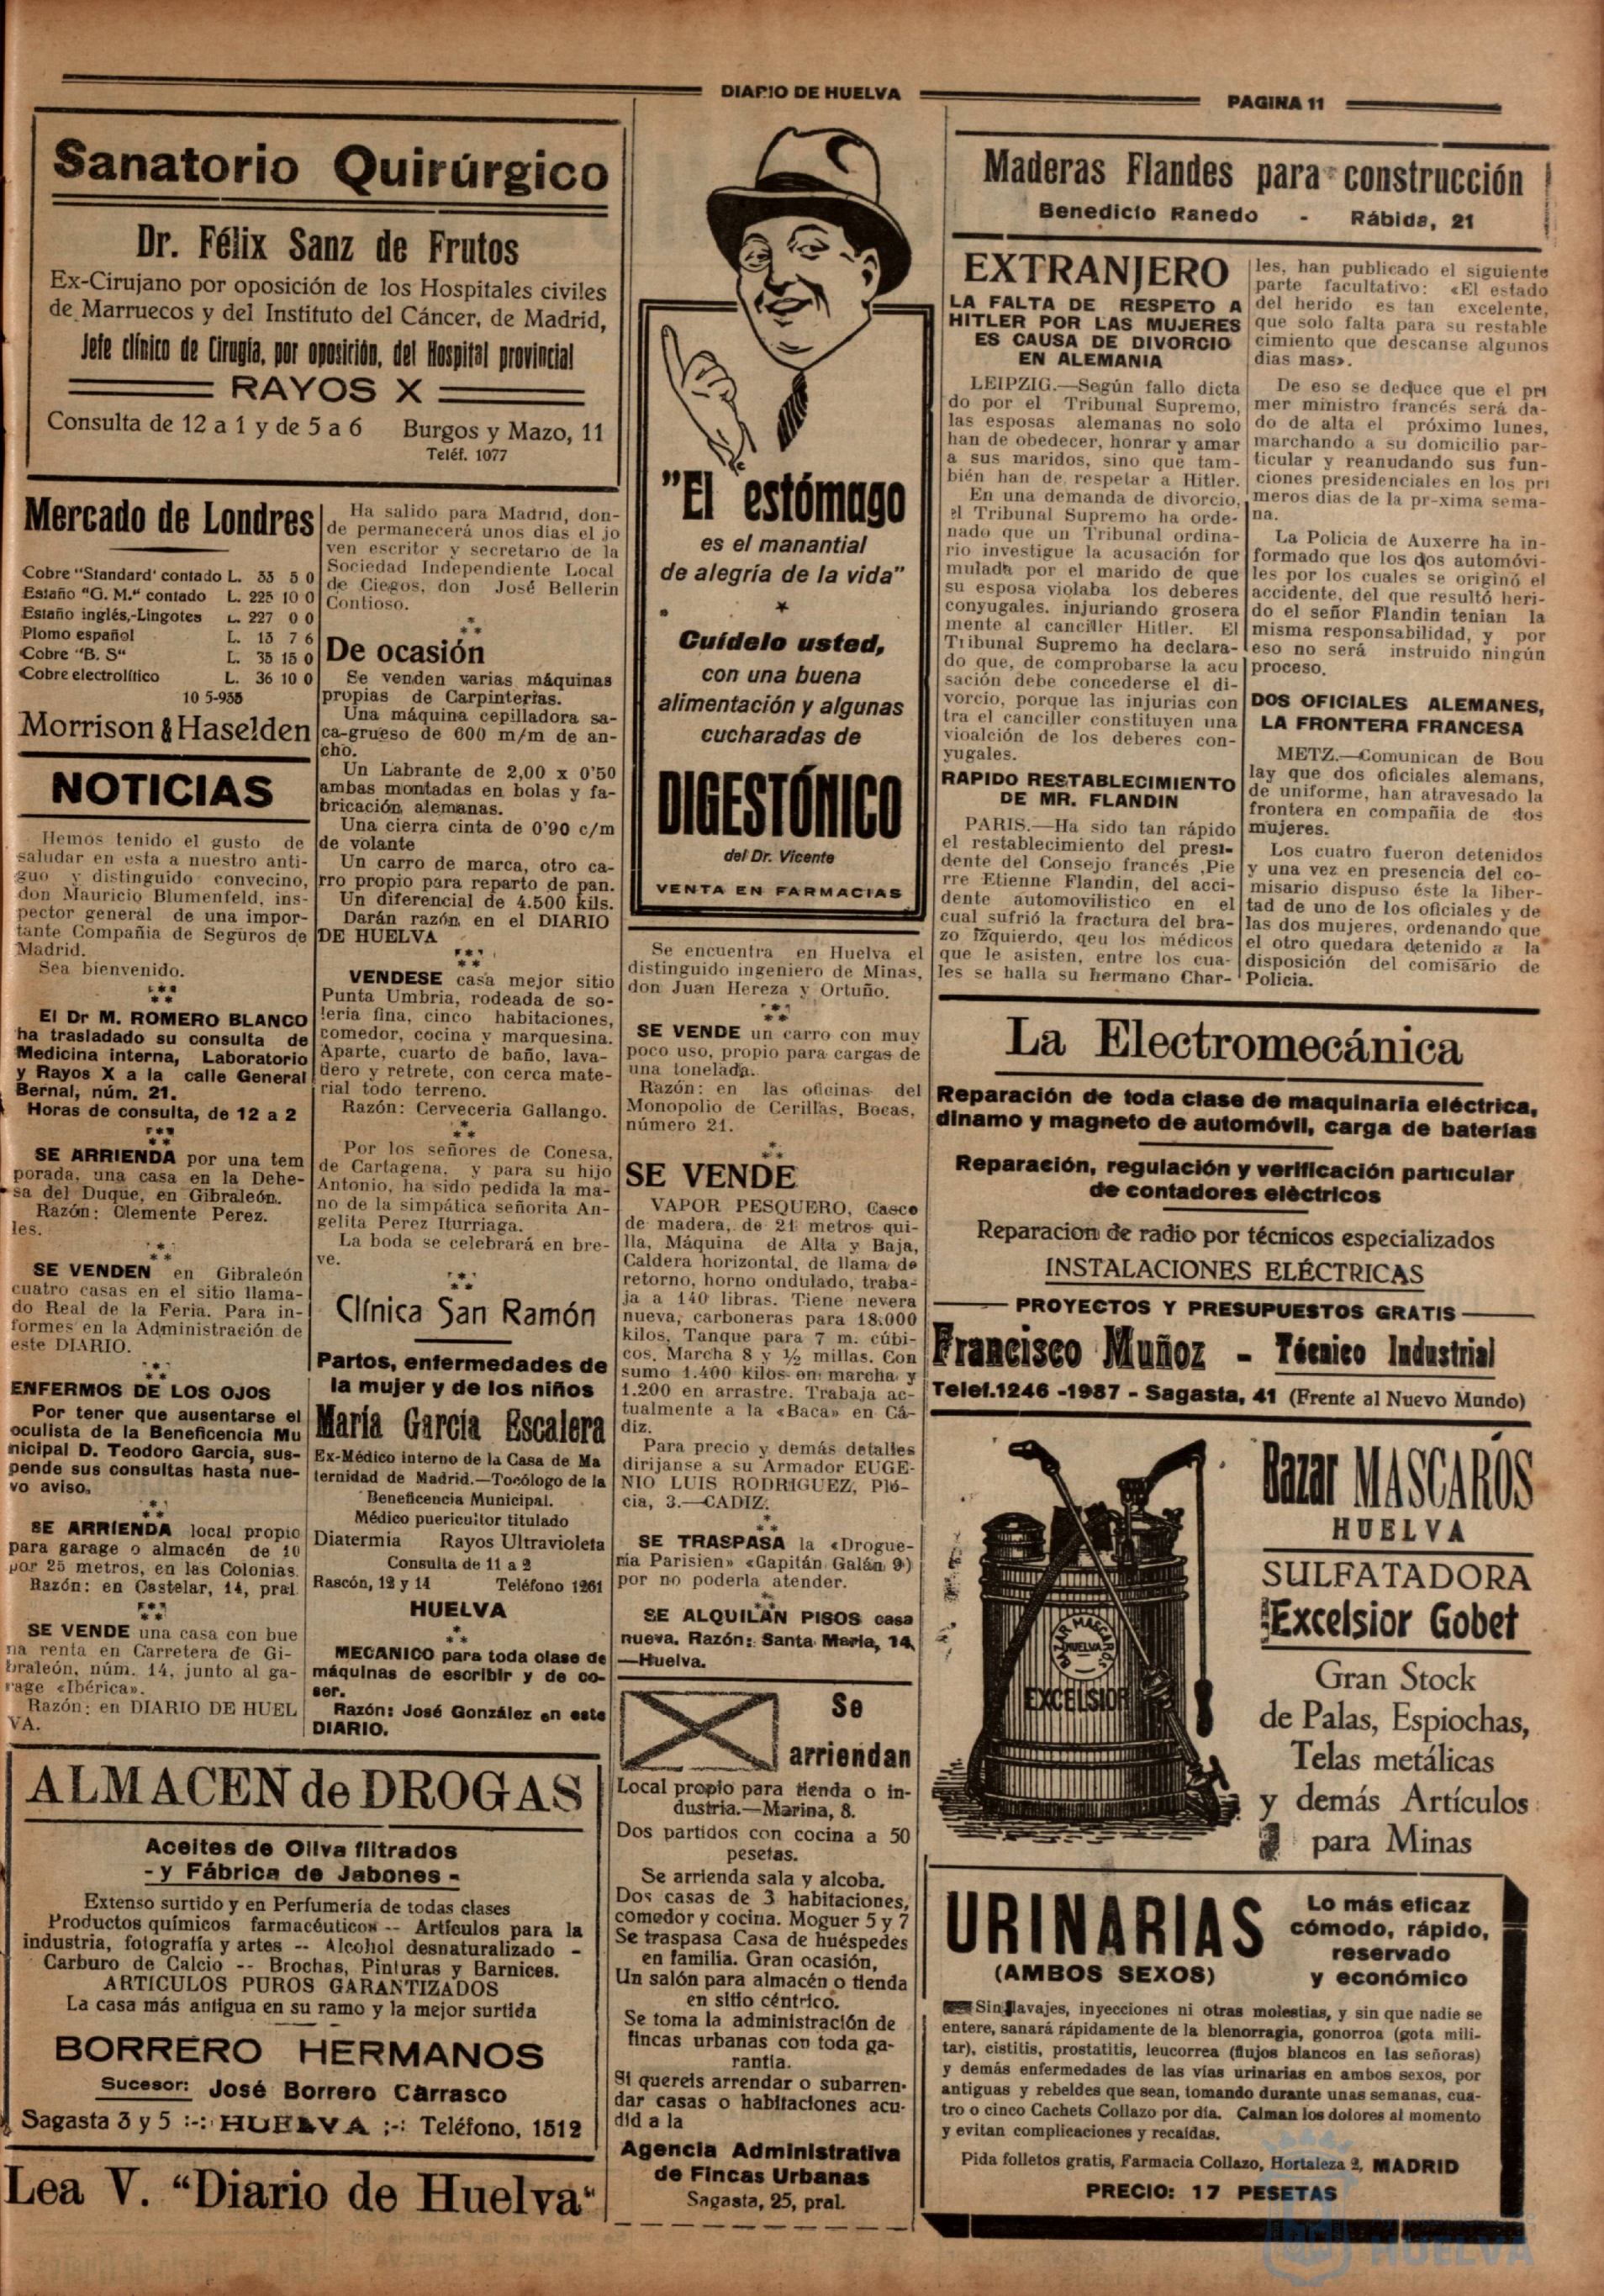 DIARIO DE HUELVA
PAGINA 11
Sanatorio Quirúrgico
Dr. Félix Sanz de Frutos
Ex-Cirujano por oposición de los Hospitales civiles
de Marruecos y del Instituto del Cáncer, de Madrid,
Jefe clínico de Cirugía, por oposición, del Hospital provincial
RAYOS X
Consulta de 12 a 1 y de 5 a 6 Burgos y Mazo, 11
Teléf. 1077
Mercado de Londres
Cobre "Standard' contado L. 33 5 0
Estaño "G. M." contado L. 225 10 0
Estaño inglés,-Lingotes L. 227 0 0
Plomo español L. 13 7 6
Cobre "B. S" L. 35 15 0
Cobre electrolítico L. 36 10 0
10 5-935
Morrison & Haselden
NOTICIAS
Hemos tenido el gusto de
saludar en esta a nuestro anti-
guo y distinguido convecino,
don Mauricio Blumenfeld, ins-
pector general de una impor-
tante Compañia de Seguros de
Madrid.
Sea bienvenido.
El Dr M. ROMERO BLANCO
ha trasladado su consulta de
Medicina interna, Laboratorio
y Rayos X a la calle General
Bernal, núm. 21.
Horas de consulta, de 12 a 2
SE ARRIENDA por una tem
porada, una casa en la Dehe-
sa del Duque, en Gibraleón.
Razón: Clemente Perez.
les.
SE VENDEN en Gibraleón
cuatro casas en el sitio llama-
do Real de la Feria. Para in-
formes en la Administración de
este DIARIO.
ENFERMOS DE LOS OJOS
Por tener que ausentarse el
oculista de la Beneficencia Mu
nicipal D. Teodoro Garcia, sus-
pende sus consultas hasta nue-
vo aviso.
SE ARRIENDA local propio
para garage o almacén de 10
por 25 metros, en las Colonias.
Razón: en Castelar, 14, pral.
SE VENDE una casa con bue
na renta en Carretera de Gi-
braleón, núm. 14, junto al ga-
rage «Ibérica».
Razón: en DIARIO DE HUEL
VA.
Ha salido para Madrid, don-
de permanecerá unos dias el jo
ven escritor y secretario de la
Sociedad Independiente Local
de Ciegos, don José Bellerin
Contioso.
De ocasión
Se venden varias máquinas
propias de Carpinterias.
Una máquina cepilladora sa-
ca-grueso de 600 m/m de an-
cho.
Un Labrante de 2,00 x 0'50
ambas montadas en bolas y fa-
bricación alemanas.
Una cierra cinta de 0'90 c/m
de volante
Un carro de marca, otro ca-
rro propio para reparto de pan.
Un diferencial de 4.500 kils.
Darán razón en el DIARIO
DE HUELVA
VENDESE casa mejor sitio
Punta Umbria, rodeada de so-
lería fina, cinco habitaciones,
comedor, cocina y marquesina.
Aparte, cuarto de baño, lava-
dero y retrete, con cerca mate-
rial todo terreno.
Razón: Cerveceria Gallango.
Por los señores de Conesa,
de Cartagena, y para su hijo
Antonio, ha sido pedida la ma-
no de la simpática señorita An-
gelita Perez Iturriaga.
La boda se celebrará en bre-
ve.
Clínica San Ramón
Partos, enfermedades de
la mujer y de los niños
María García Escalera
Ex-Médico interno de la Casa de Ma
ternidad de Madrid.—Tocólogo de la
Beneficencia Municipal.
Médico puericultor titulado
Diatermia Rayos Ultravioleta
Consulta de 11 a 2
Rascón, 12 y 14 Teléfono 1261
HUELVA
MECANICO para toda clase de
máquinas de escribir y de co-
ser.
Razón: José González en este
DIARIO.
ALMACEN de DROGAS
Aceites de Oliva filtrados
- y Fábrica de Jabones -
Extenso surtido y en Perfumería de todas clases
Productos químicos farmacéuticos -- Artículos para la
industria, fotografía y artes -- Alcohol desnaturalizado -
Carburo de Calcio -- Brochas, Pinturas y Barnices.
ARTICULOS PUROS GARANTIZADOS
La casa más antigua en su ramo y la mejor surtida
BORRERO HERMANOS
Sucesor: José Borrero Carrasco
Sagasta 3 y 5 :-: HUELVA :-: Teléfono, 1512
Lea V. "Diario de Huelva"
"El estómago
es el manantial
de alegría de la vida"
Cuídelo usted,
con una buena
alimentación y algunas
cucharadas de
DIGESTÓNICO
del Dr. Vicente
VENTA EN FARMACIAS
Se encuentra en Huelva el
distinguido ingeniero de Minas,
don Juan Hereza y Ortuño.
SE VENDE un carro con muy
poco uso, propio para cargas de
una tonelada.
Razón: en las oficinas del
Monopolio de Cerillas, Bocas,
número 21.
SE VENDE
VAPOR PESQUERO, Casco
de madera, de 21 metros qui-
lla, Máquina de Alta y Baja,
Caldera horizontal, de llama de
retorno, horno ondulado, traba-
ja a 140 libras. Tiene nevera
nueva, carboneras para 18.000
kilos. Tanque para 7 m. cúbi-
cos. Marcha 8 y ½ millas. Con
sumo 1.400 kilos en marcha y
1.200 en arrastre. Trabaja ac-
tualmente a la «Baca» en Cá-
diz.
Para precio y demás detalles
dirijanse a su Armador EUGE-
NIO LUIS RODRIGUEZ, Pló-
cia, 3.—CADIZ.
SE TRASPASA la «Drogue-
ría Parisien» «Capitán Galán 9)
por no poderla atender.
SE ALQUILAN PISOS casa
nueva. Razón: Santa Maria, 14,
—Huelva.
Se
arriendan
Local propio para tienda o in-
dustria.—Marina, 8.
Dos partidos con cocina a 50
pesetas.
Se arrienda sala y alcoba.
Dos casas de 3 habitaciones,
comedor y cocina. Moguer 5 y 7
Se traspasa Casa de huéspedes
en familia. Gran ocasión,
Un salón para almacén o tienda
en sitio céntrico.
Se toma la administración de
fincas urbanas con toda ga-
rantía.
Si quereis arrendar o subarren-
dar casas o habitaciones acu-
did a la
Agencia Administrativa
de Fincas Urbanas
Sagasta, 25, pral.
Maderas Flandes para construcción
Benedicto Ranedo - Rábida, 21
EXTRANJERO
LA FALTA DE RESPETO A
HITLER POR LAS MUJERES
ES CAUSA DE DIVORCIO
EN ALEMANIA
LEIPZIG.—Según fallo dicta
do por el Tribunal Supremo,
las esposas alemanas no solo
han de obedecer, honrar y amar
a sus maridos, sino que tam-
bién han de respetar a Hitler.
En una demanda de divorcio,
el Tribunal Supremo ha orde-
nado que un Tribunal ordina-
rio investigue la acusación for
mulada por el marido de que
su esposa violaba los deberes
conyugales. injuriando grosera
mente al canciller Hitler. El
Tribunal Supremo ha declara-
do que, de comprobarse la acu
sación debe concederse el di-
vorcio, porque las injurias con
tra el canciller constituyen una
vioalción de los deberes con-
yugales.
RAPIDO RESTABLECIMIENTO
DE MR. FLANDIN
PARIS.—Ha sido tan rápido
el restablecimiento del presi-
dente del Consejo francés ,Pie
rre Etienne Flandin, del acci-
dente automovilistico en el
cual sufrió la fractura del bra-
zo izquierdo, qeu los médicos
que le asisten, entre los cua-
les se halla su hermano Char-
les, han publicado el siguiente
parte facultativo: «El estado
del herido es tan excelente,
que solo falta para su restable
cimiento que descanse algunos
dias mas».
De eso se deduce que el pri
mer ministro francés será da-
do de alta el próximo lunes,
marchando a su domicilio par-
ticular y reanudando sus fun-
ciones presidenciales en los pri
meros dias de la pr-xima sema-
na.
La Policia de Auxerre ha in-
formado que los dos automóvi-
les por los cuales se originó el
accidente, del que resultó heri-
do el señor Flandin tenian la
misma responsabilidad, y por
eso no será instruido ningún
proceso.
DOS OFICIALES ALEMANES,
LA FRONTERA FRANCESA
METZ.—Comunican de Bou
lay que dos oficiales alemans,
de uniforme, han atravesado la
frontera en compañia de dos
mujeres.
Los cuatro fueron detenidos
y una vez en presencia del co-
misario dispuso éste la liber-
tad de uno de los oficiales y de
las dos mujeres, ordenando que
el otro quedara detenido a la
disposición del comisario de
Policia.
La Electromecánica
Reparación de toda clase de maquinaria eléctrica,
dinamo y magneto de automóvil, carga de baterías
Reparación, regulación y verificación particular
de contadores eléctricos
Reparacion de radio por técnicos especializados
INSTALACIONES ELÉCTRICAS
PROYECTOS Y PRESUPUESTOS GRATIS
Francisco Muñoz - Técnico Industrial
Telef.1246 -1987 - Sagasta, 41 (Frente al Nuevo Mundo)
BAZAR MASCAROS
HUELVA
EXCELSIOR
Bazar MASCARÓS
HUELVA
SULFATADORA
Excelsior Gobet
Gran Stock
de Palas, Espiochas,
Telas metálicas
y demás Artículos
para Minas
URINARIAS
(AMBOS SEXOS)
Lo más eficaz
cómodo, rápido,
reservado
y económico
Sin lavajes, inyecciones ni otras molestias, y sin que nadie se
entere, sanará rápidamente de la blenorragia, gonorroa (gota mili-
tar), cistitis, prostatitis, leucorrea (flujos blancos en las señoras)
y demás enfermedades de las vías urinarias en ambos sexos, por
antiguas y rebeldes que sean, tomando durante unas semanas, cua-
tro o cinco Cachets Collazo por día. Calman los dolores al momento
y evitan complicaciones y recaídas.
Pida folletos gratis, Farmacia Collazo, Hortaleza 2, MADRID
PRECIO: 17 PESETAS
HUELVA